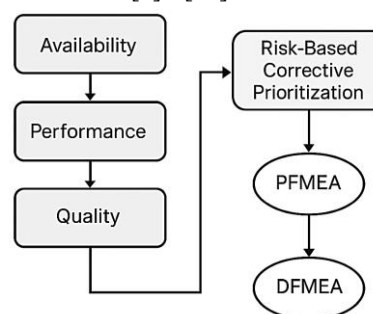 Availability
Performance
Quality
Risk-Based
Corrective
Prioritization
PFMEA
DFMEA